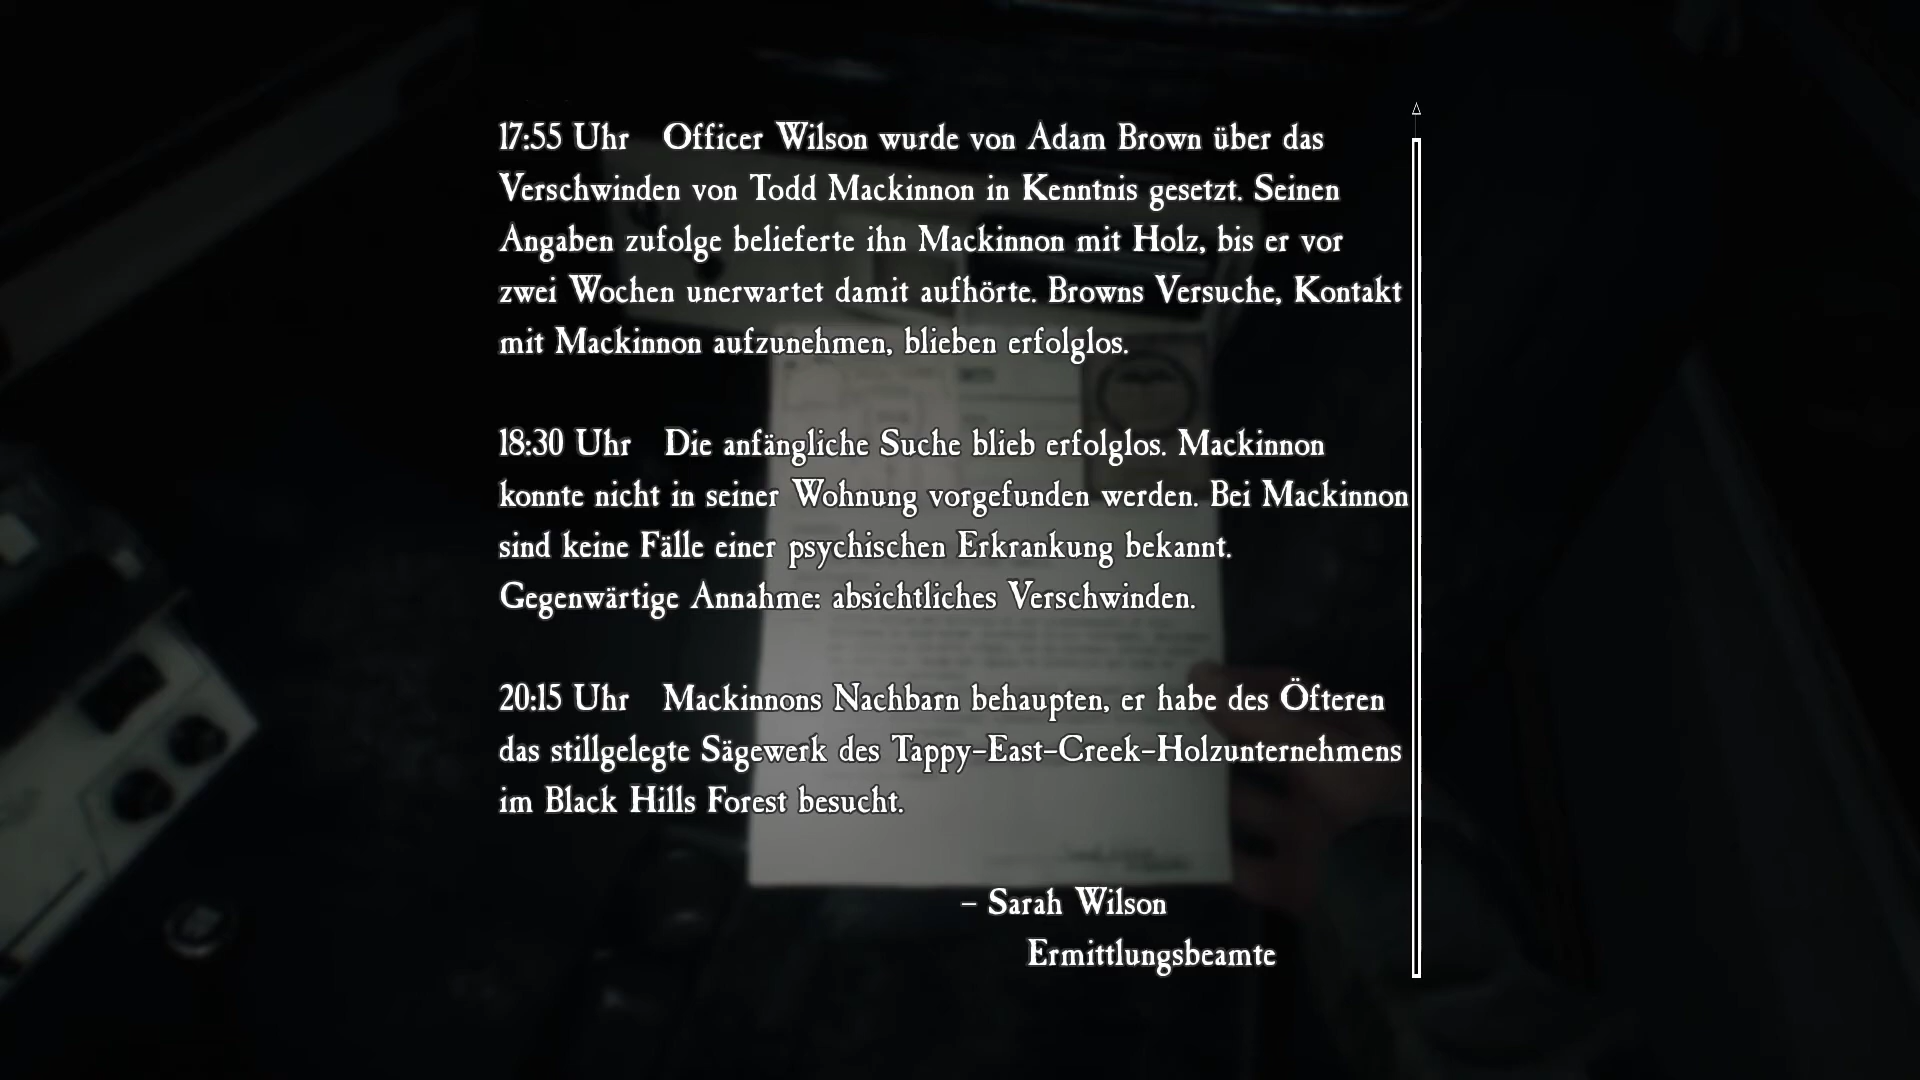 17:55 Uhr Officer Wilson wurde von Adam Brown über das
Verschwinden von Todd Mackinnon in Kenntnis gesetzt. Seinen
Angaben zufolge belieferte ihn Mackinnon mit Holz, bis er vor
zwei Wochen unerwartet damit aufhörte. Browns Versuche, Kontakt
mit Mackinnon aufzunehmen, blieben erfolglos.
18:30 Uhr Die anfängliche Suche blieb erfolglos. Mackinnon
konnte nicht in seiner Wohnung vorgefunden werden. Bei Mackinnon
sind keine Fälle einer psychischen Erkrankung bekannt.
Gegenwärtige Annahme: absichtliches Verschwinden.
20:15 Uhr Mackinnons Nachbarn behaupten, er habe des Öfteren
das stillgelegte Sägewerk des Tappy-East-Creek-Holzunternehmens
im Black Hills Forest besucht.
– Sarah Wilson
Ermittlungsbeamte